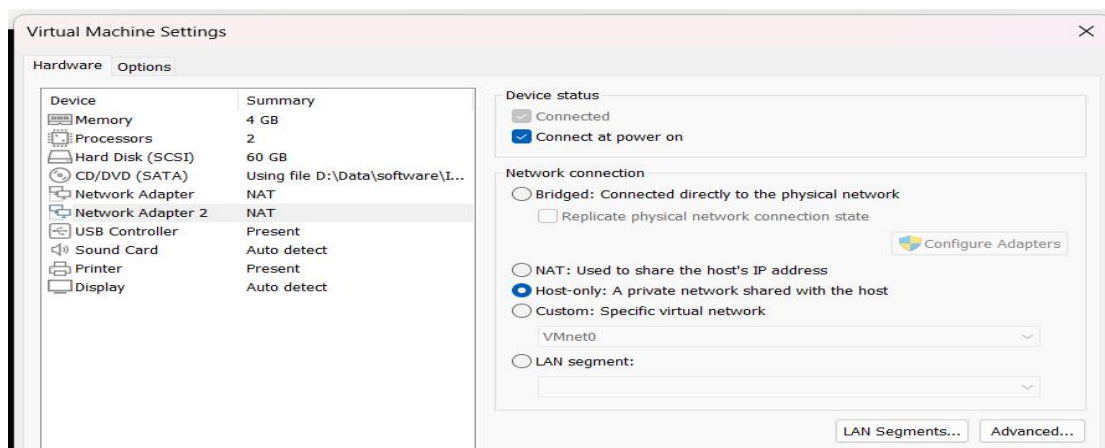 Virtual Machine Settings
Hardware Options
Device Summary
Memory 4 GB
Processors 2
Hard Disk (SCSI) 60 GB
CD/DVD (SATA) Using file D:\Data\software\I...
Network Adapter NAT
Network Adapter 2 NAT
USB Controller Present
Sound Card Auto detect
Printer Present
Display Auto detect
Device status
Connected
Connect at power on
Network connection
Bridged: Connected directly to the physical network
Replicate physical network connection state
Configure Adapters
NAT: Used to share the host's IP address
Host-only: A private network shared with the host
Custom: Specific virtual network
VMnet0
LAN segment:
LAN Segments... Advanced...